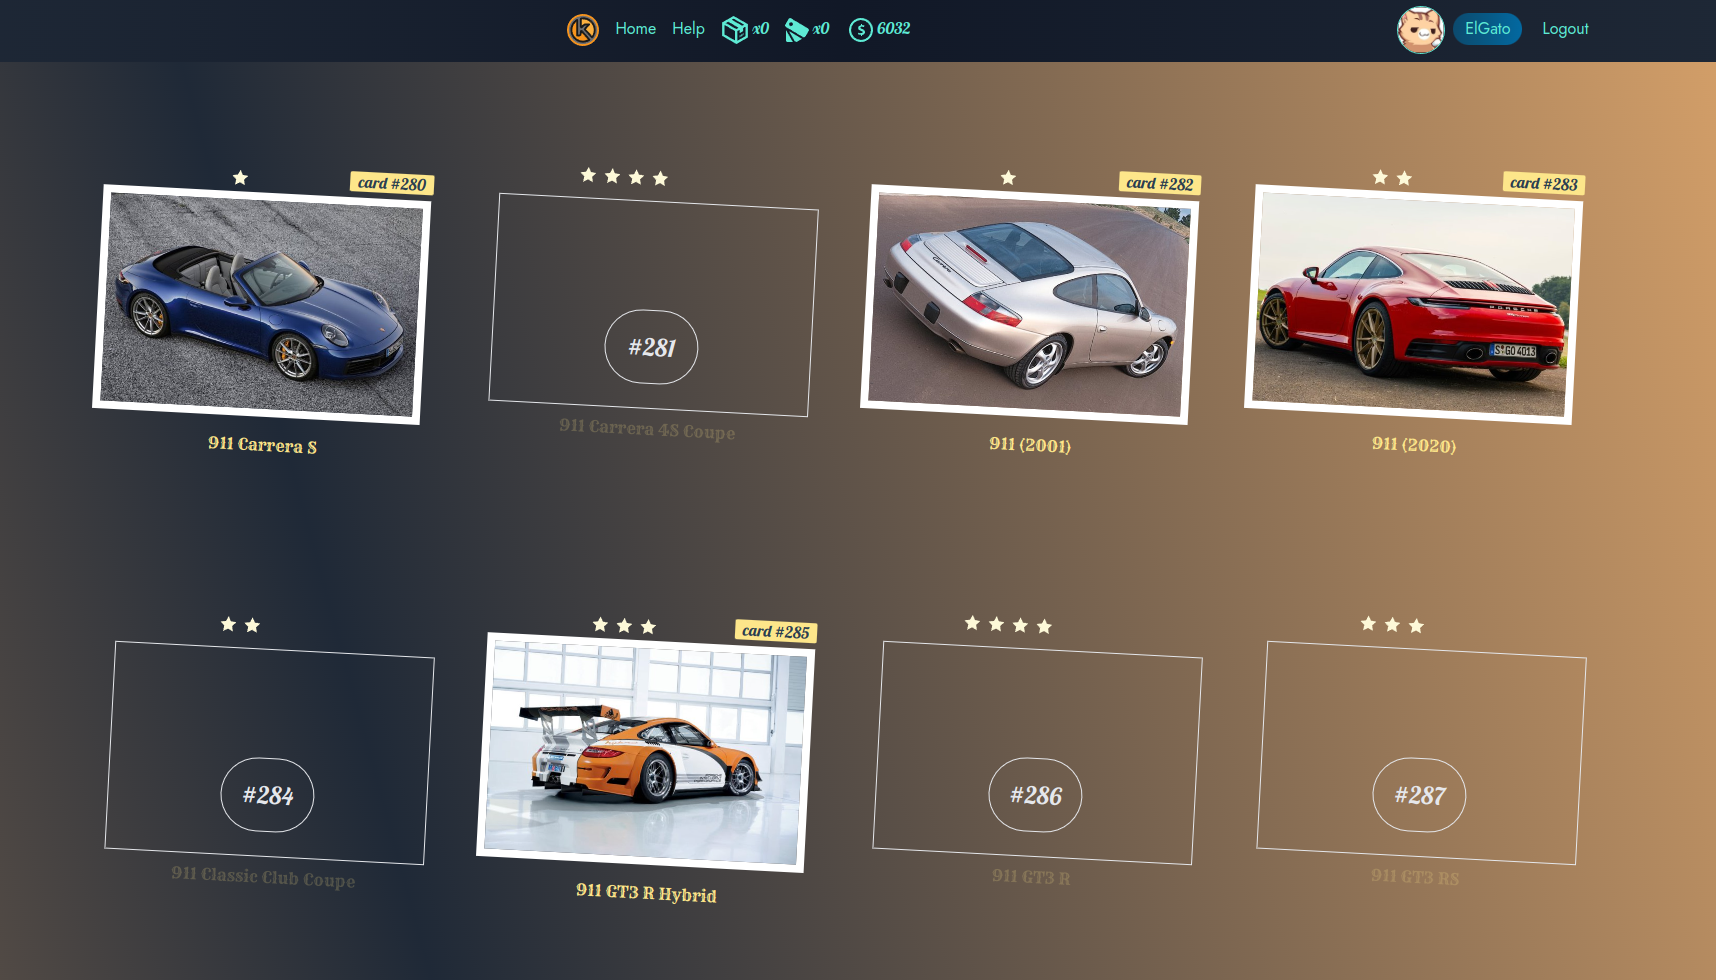 Home Help x0 x0 6032 ElGato Logout
card #280
#281
card #282
card #283
PORSCHE
S GO 4013
911 Carrera S
911 Carrera 4S Coupe
911 (2001)
911 (2020)
#284
card #285
#286
#287
911 Classic Club Coupe
911 GT3 R Hybrid
911 GT3 R
911 GT3 RS